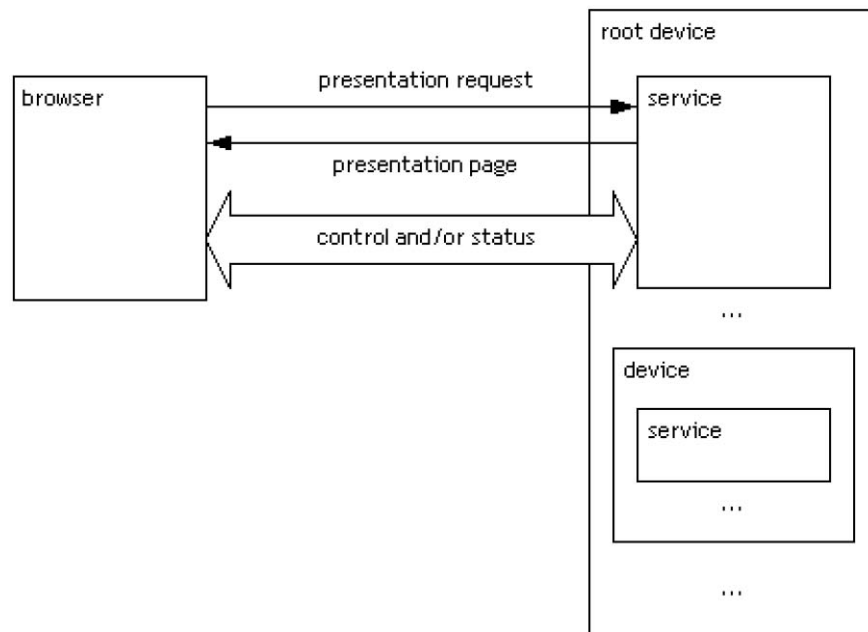 root device
browser
presentation request
service
presentation page
control and/or status
...
device
service
...
...